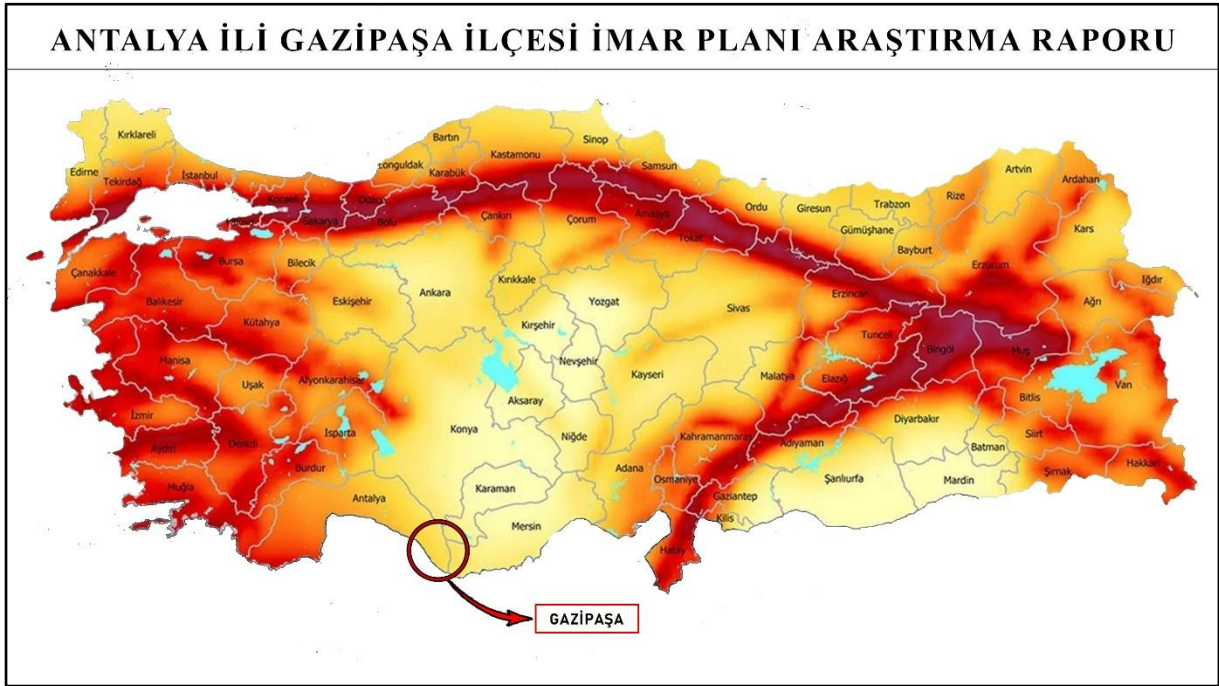 ANTALYA İLİ GAZİPAŞA İLÇESİ İMAR PLANI ARAŞTIRMA RAPORU
Kırklareli
Edirne
Tekirdağ
İstanbul
Kocaeli
Sakarya
Düzce
Bolu
Zonguldak
Bartın
Karabük
Kastamonu
Sinop
Samsun
Çankırı
Çorum
Amasya
Tokat
Ordu
Giresun
Trabzon
Gümüşhane
Bayburt
Rize
Artvin
Ardahan
Kars
Iğdır
Ağrı
Erzurum
Erzincan
Çanakkale
Bursa
Bilecik
Balıkesir
Kütahya
Eskişehir
Ankara
Kırıkkale
Kırşehir
Yozgat
Sivas
Tunceli
Bingöl
Muş
Van
Bitlis
Manisa
Uşak
Afyonkarahisar
Nevşehir
Aksaray
Kayseri
Malatya
Elazığ
Diyarbakır
Batman
Siirt
Şırnak
Hakkari
İzmir
Aydın
Denizli
Isparta
Burdur
Muğla
Antalya
Konya
Karaman
Niğde
Mersin
Adana
Kahramanmaraş
Osmaniye
Adıyaman
Gaziantep
Kilis
Şanlıurfa
Mardin
Hatay
GAZİPAŞA